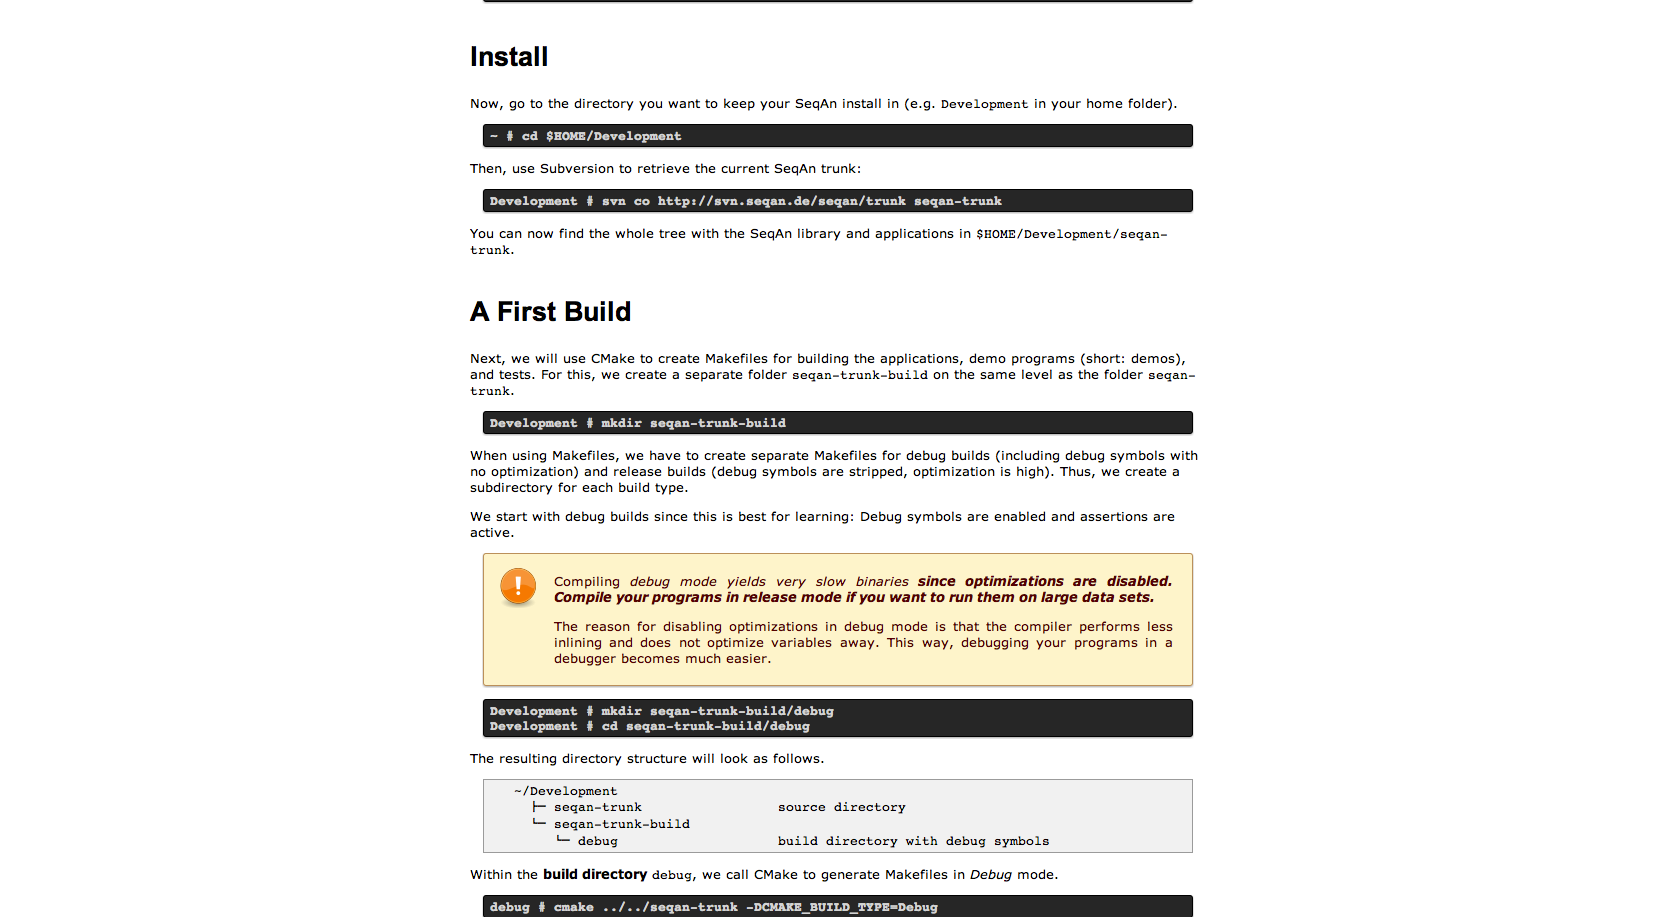 Install
Now, go to the directory you want to keep your SeqAn install in (e.g. Development in your home folder).
~ # cd $HOME/Development
Then, use Subversion to retrieve the current SeqAn trunk:
Development # svn co http://svn.seqan.de/seqan/trunk seqan-trunk
You can now find the whole tree with the SeqAn library and applications in $HOME/Development/seqan-
trunk.
A First Build
Next, we will use CMake to create Makefiles for building the applications, demo programs (short: demos),
and tests. For this, we create a separate folder seqan-trunk-build on the same level as the folder seqan-
trunk.
Development # mkdir seqan-trunk-build
When using Makefiles, we have to create separate Makefiles for debug builds (including debug symbols with
no optimization) and release builds (debug symbols are stripped, optimization is high). Thus, we create a
subdirectory for each build type.
We start with debug builds since this is best for learning: Debug symbols are enabled and assertions are
active.
Compiling debug mode yields very slow binaries since optimizations are disabled.
Compile your programs in release mode if you want to run them on large data sets.
The reason for disabling optimizations in debug mode is that the compiler performs less
inlining and does not optimize variables away. This way, debugging your programs in a
debugger becomes much easier.
Development # mkdir seqan-trunk-build/debug
Development # cd seqan-trunk-build/debug
The resulting directory structure will look as follows.
~/Development
├─ seqan-trunk source directory
└─ seqan-trunk-build
└─ debug build directory with debug symbols
Within the build directory debug, we call CMake to generate Makefiles in Debug mode.
debug # cmake ../../seqan-trunk -DCMAKE_BUILD_TYPE=Debug